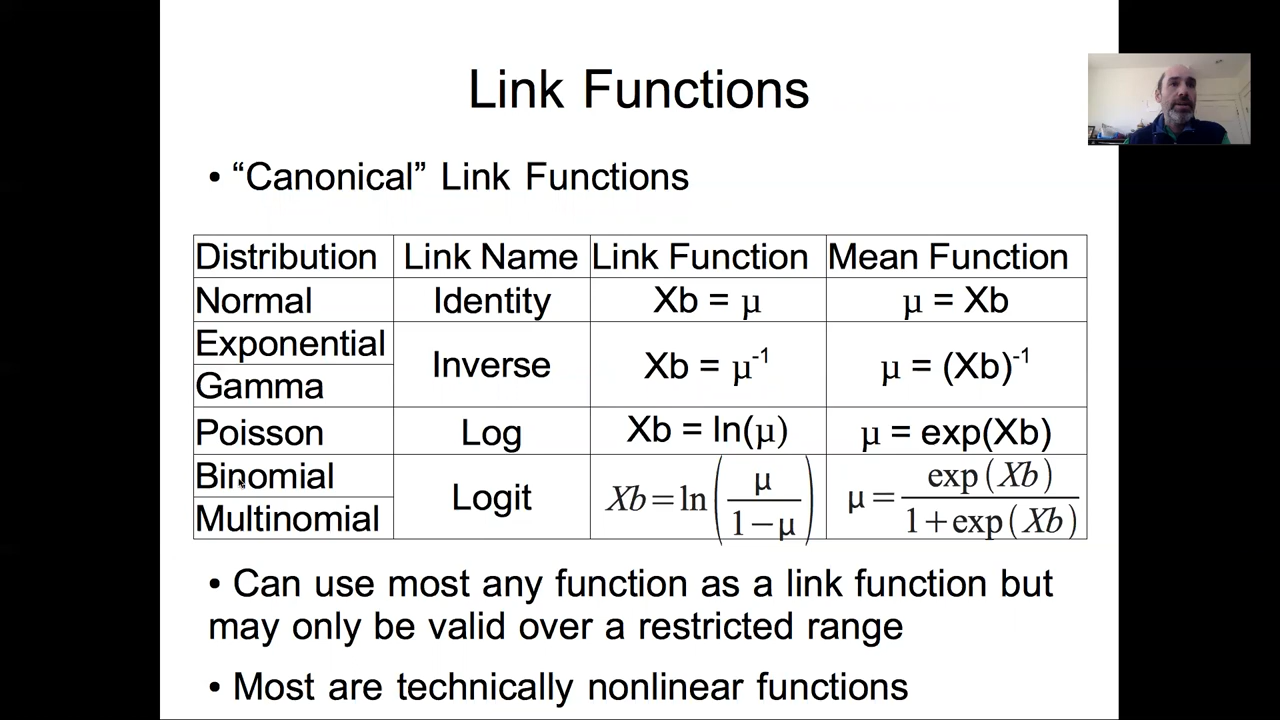 Link Functions
• “Canonical” Link Functions
Distribution Link Name Link Function Mean Function
Normal Identity Xb = μ μ = Xb
Exponential
Gamma
Inverse Xb = μ⁻¹ μ = (Xb)⁻¹
Poisson Log Xb = ln(μ) μ = exp(Xb)
Binomial
Multinomial
Logit Xb = ln(μ / (1−μ)) μ = exp(Xb) / (1+exp(Xb))
• Can use most any function as a link function but
may only be valid over a restricted range
• Most are technically nonlinear functions